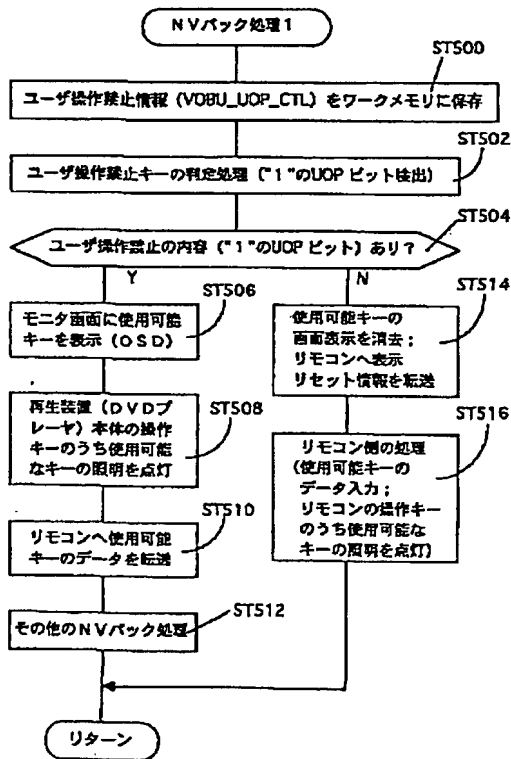 NVパック処理1
ST500
ユーザ操作禁止情報（VOBU_UOP_CTL）をワークメモリに保存
ST502
ユーザ操作禁止キーの判定処理（"1"のUOPビット検出）
ST504
ユーザ操作禁止の内容（"1"のUOPビット）あり？
Y
N
ST506
モニタ画面に使用可能
キーを表示（OSD）
ST508
再生装置（DVDプ
レーヤ）本体の操作
キーのうち使用可能
なキーの照明を点灯
ST510
リモコンへ使用可能
キーのデータを転送
ST512
その他のNVパック処理
ST514
使用可能キーの
画面表示を消去；
リモコンへ表示
リセット情報を転送
ST516
リモコン側の処理
（使用可能キーの
データ入力；
リモコンの操作キー
のうち使用可能な
キーの照明を点灯）
リターン